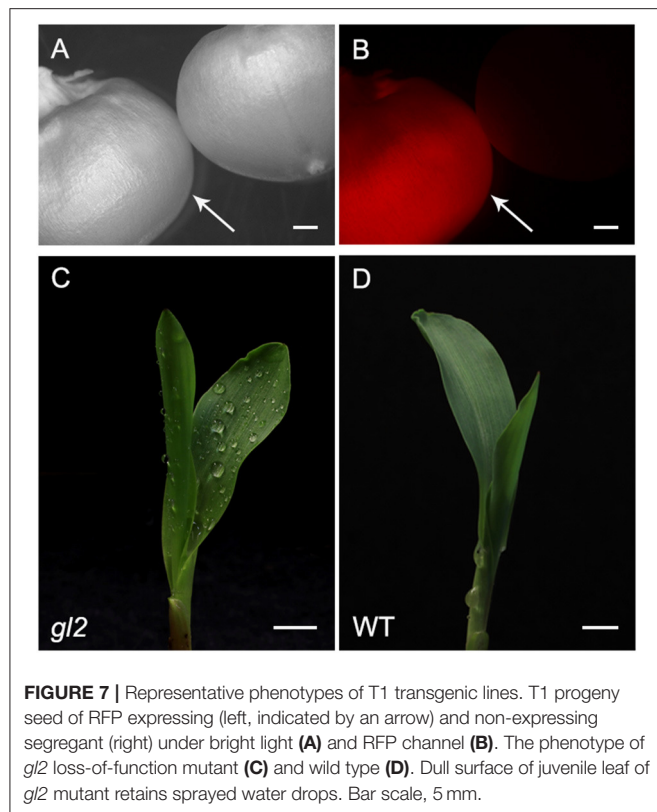 A
B
C
D
gl2
WT
FIGURE 7 | Representative phenotypes of T1 transgenic lines. T1 progeny
seed of RFP expressing (left, indicated by an arrow) and non-expressing
segregant (right) under bright light (A) and RFP channel (B). The phenotype of
gl2 loss-of-function mutant (C) and wild type (D). Dull surface of juvenile leaf of
gl2 mutant retains sprayed water drops. Bar scale, 5 mm.